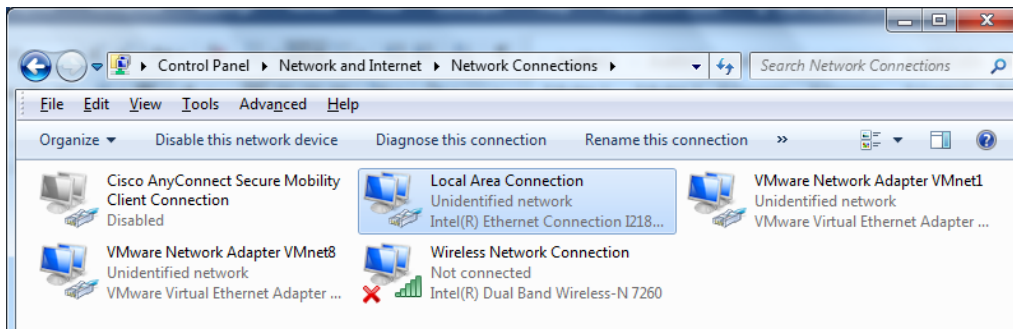 Control Panel ▸ Network and Internet ▸ Network Connections ▸
Search Network Connections
File Edit View Tools Advanced Help
Organize Disable this network device Diagnose this connection Rename this connection »
Cisco AnyConnect Secure Mobility
Client Connection
Disabled
Local Area Connection
Unidentified network
Intel(R) Ethernet Connection I218...
VMware Network Adapter VMnet1
Unidentified network
VMware Virtual Ethernet Adapter ...
VMware Network Adapter VMnet8
Unidentified network
VMware Virtual Ethernet Adapter ...
Wireless Network Connection
Not connected
Intel(R) Dual Band Wireless-N 7260